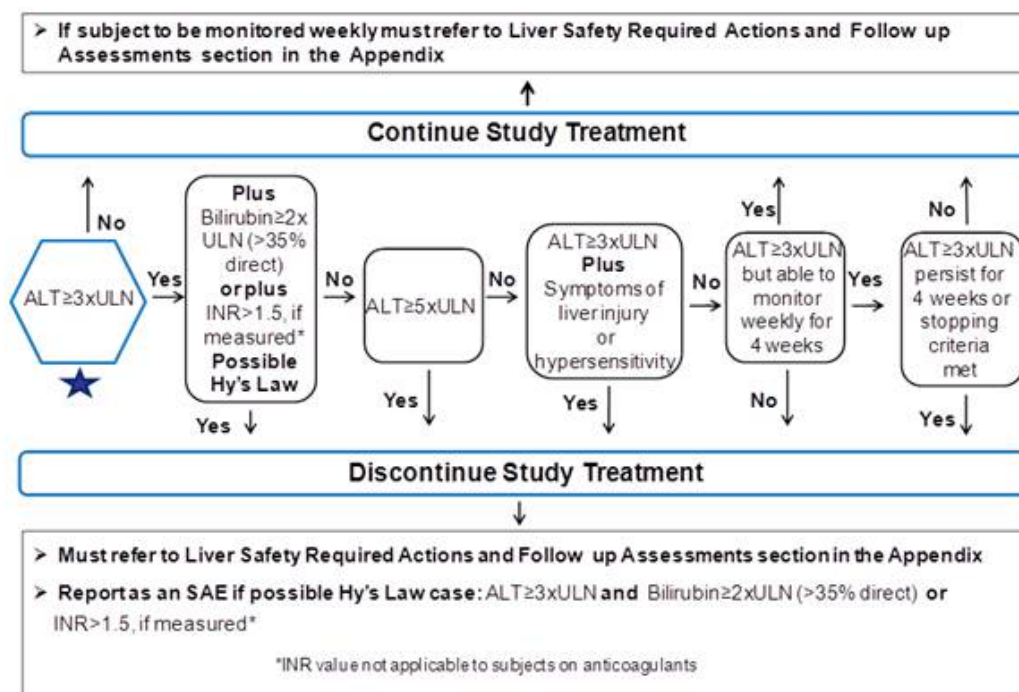 ➢ If subject to be monitored weekly must refer to Liver Safety Required Actions and Follow up
Assessments section in the Appendix
Continue Study Treatment
No
ALT≥3xULN
Yes
Plus
Bilirubin≥2x
ULN (>35%
direct)
or plus
INR>1.5, if
measured*
Possible
Hy's Law
Yes
No
ALT≥5xULN
Yes
No
ALT≥3xULN
Plus
Symptoms of
liver injury
or
hypersensitivity
Yes
No
Yes
ALT≥3xULN
but able to
monitor
weekly for
4 weeks
No
Yes
No
ALT≥3xULN
persist for
4 weeks or
stopping
criteria
met
Yes
Discontinue Study Treatment
➢ Must refer to Liver Safety Required Actions and Follow up Assessments section in the Appendix
➢ Report as an SAE if possible Hy's Law case: ALT≥3xULN and Bilirubin≥2xULN (>35% direct) or
INR>1.5, if measured*
*INR value not applicable to subjects on anticoagulants